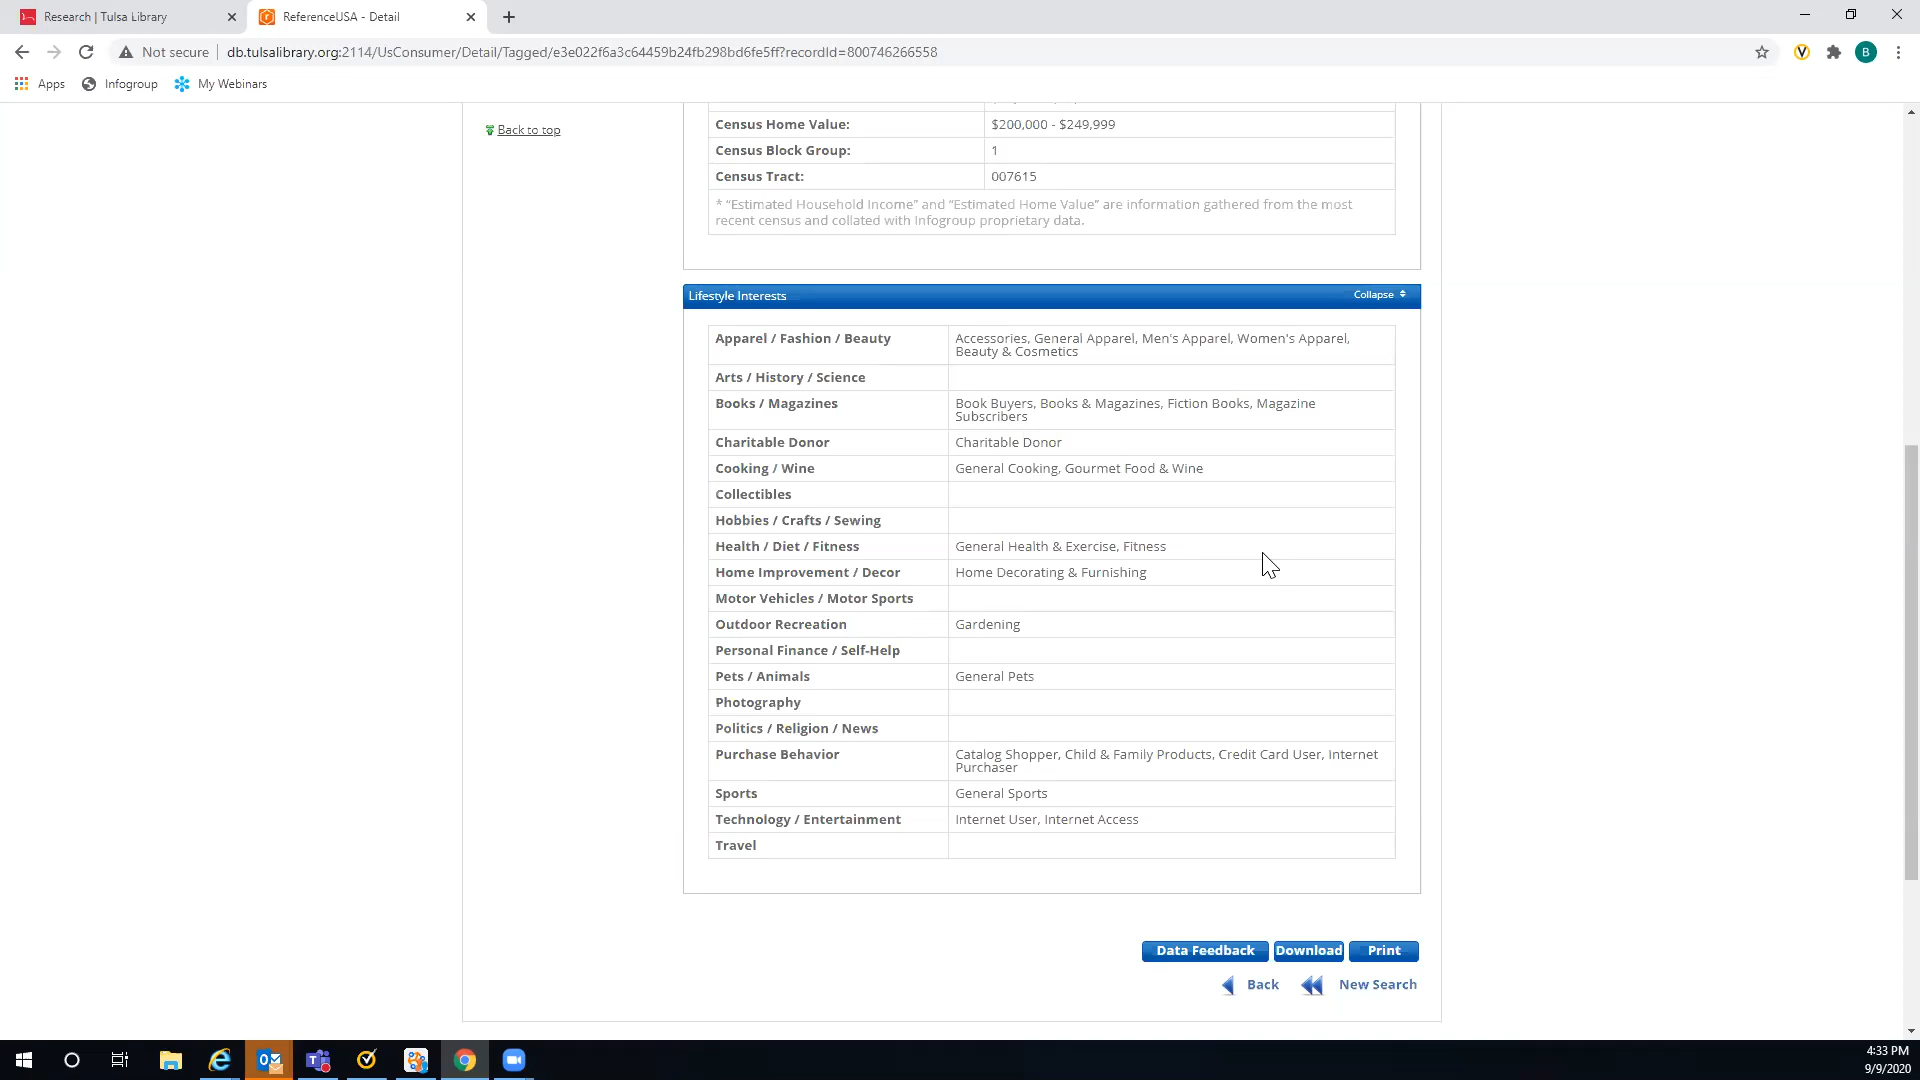 Research | Tulsa Library
ReferenceUSA - Detail
Not secure
db.tulsalibrary.org:2114/UsConsumer/Detail/Tagged/e3e022f6a3c64459b24fb298bd6fe5ff?recordId=800746266558
B
Apps
Infogroup
My Webinars
Back to top
Census Home Value: $200,000 - $249,999
Census Block Group: 1
Census Tract: 007615
* “Estimated Household Income” and “Estimated Home Value” are information gathered from the most
recent census and collated with Infogroup proprietary data.
Lifestyle Interests Collapse
Apparel / Fashion / Beauty Accessories, General Apparel, Men's Apparel, Women's Apparel,
Beauty & Cosmetics
Arts / History / Science
Books / Magazines Book Buyers, Books & Magazines, Fiction Books, Magazine
Subscribers
Charitable Donor Charitable Donor
Cooking / Wine General Cooking, Gourmet Food & Wine
Collectibles
Hobbies / Crafts / Sewing
Health / Diet / Fitness General Health & Exercise, Fitness
Home Improvement / Decor Home Decorating & Furnishing
Motor Vehicles / Motor Sports
Outdoor Recreation Gardening
Personal Finance / Self-Help
Pets / Animals General Pets
Photography
Politics / Religion / News
Purchase Behavior Catalog Shopper, Child & Family Products, Credit Card User, Internet
Purchaser
Sports General Sports
Technology / Entertainment Internet User, Internet Access
Travel
Data Feedback Download Print
Back New Search
4:33 PM
9/9/2020